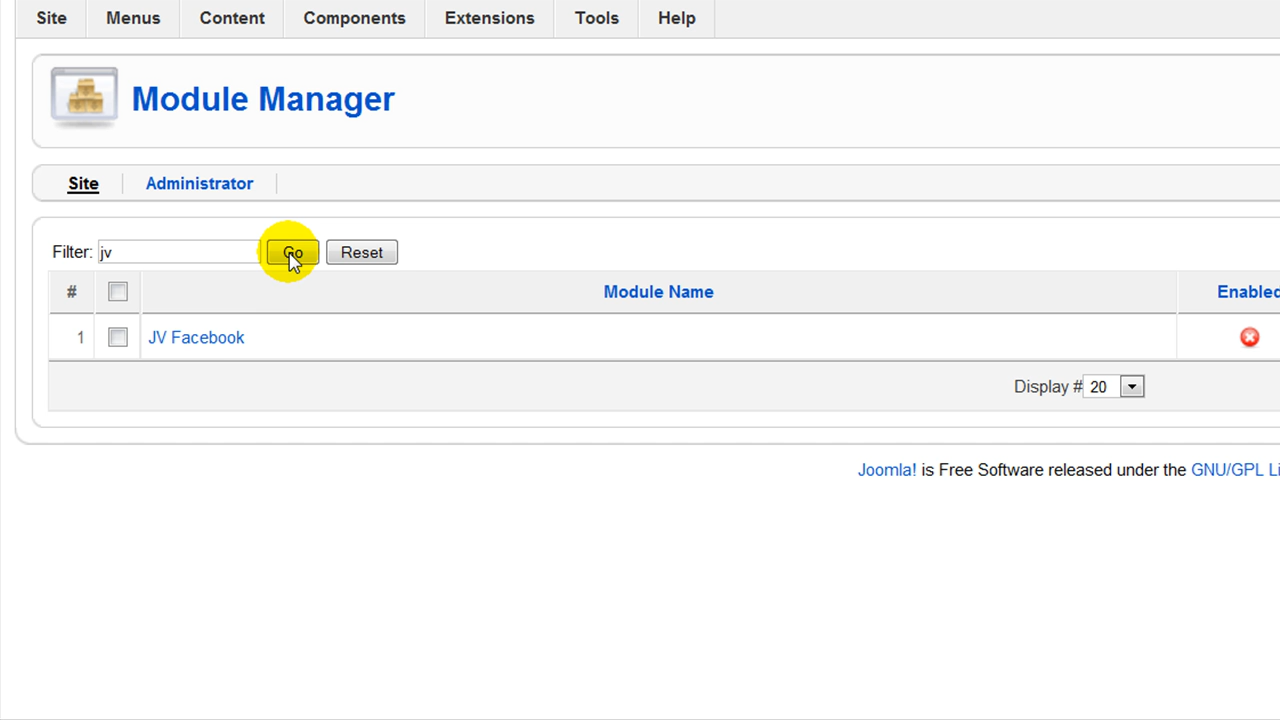 Site Menus Content Components Extensions Tools Help
Module Manager
Site Administrator
Filter: jv Go Reset
# Module Name Enabled
1 JV Facebook
Display # 20
Joomla! is Free Software released under the GNU/GPL Li